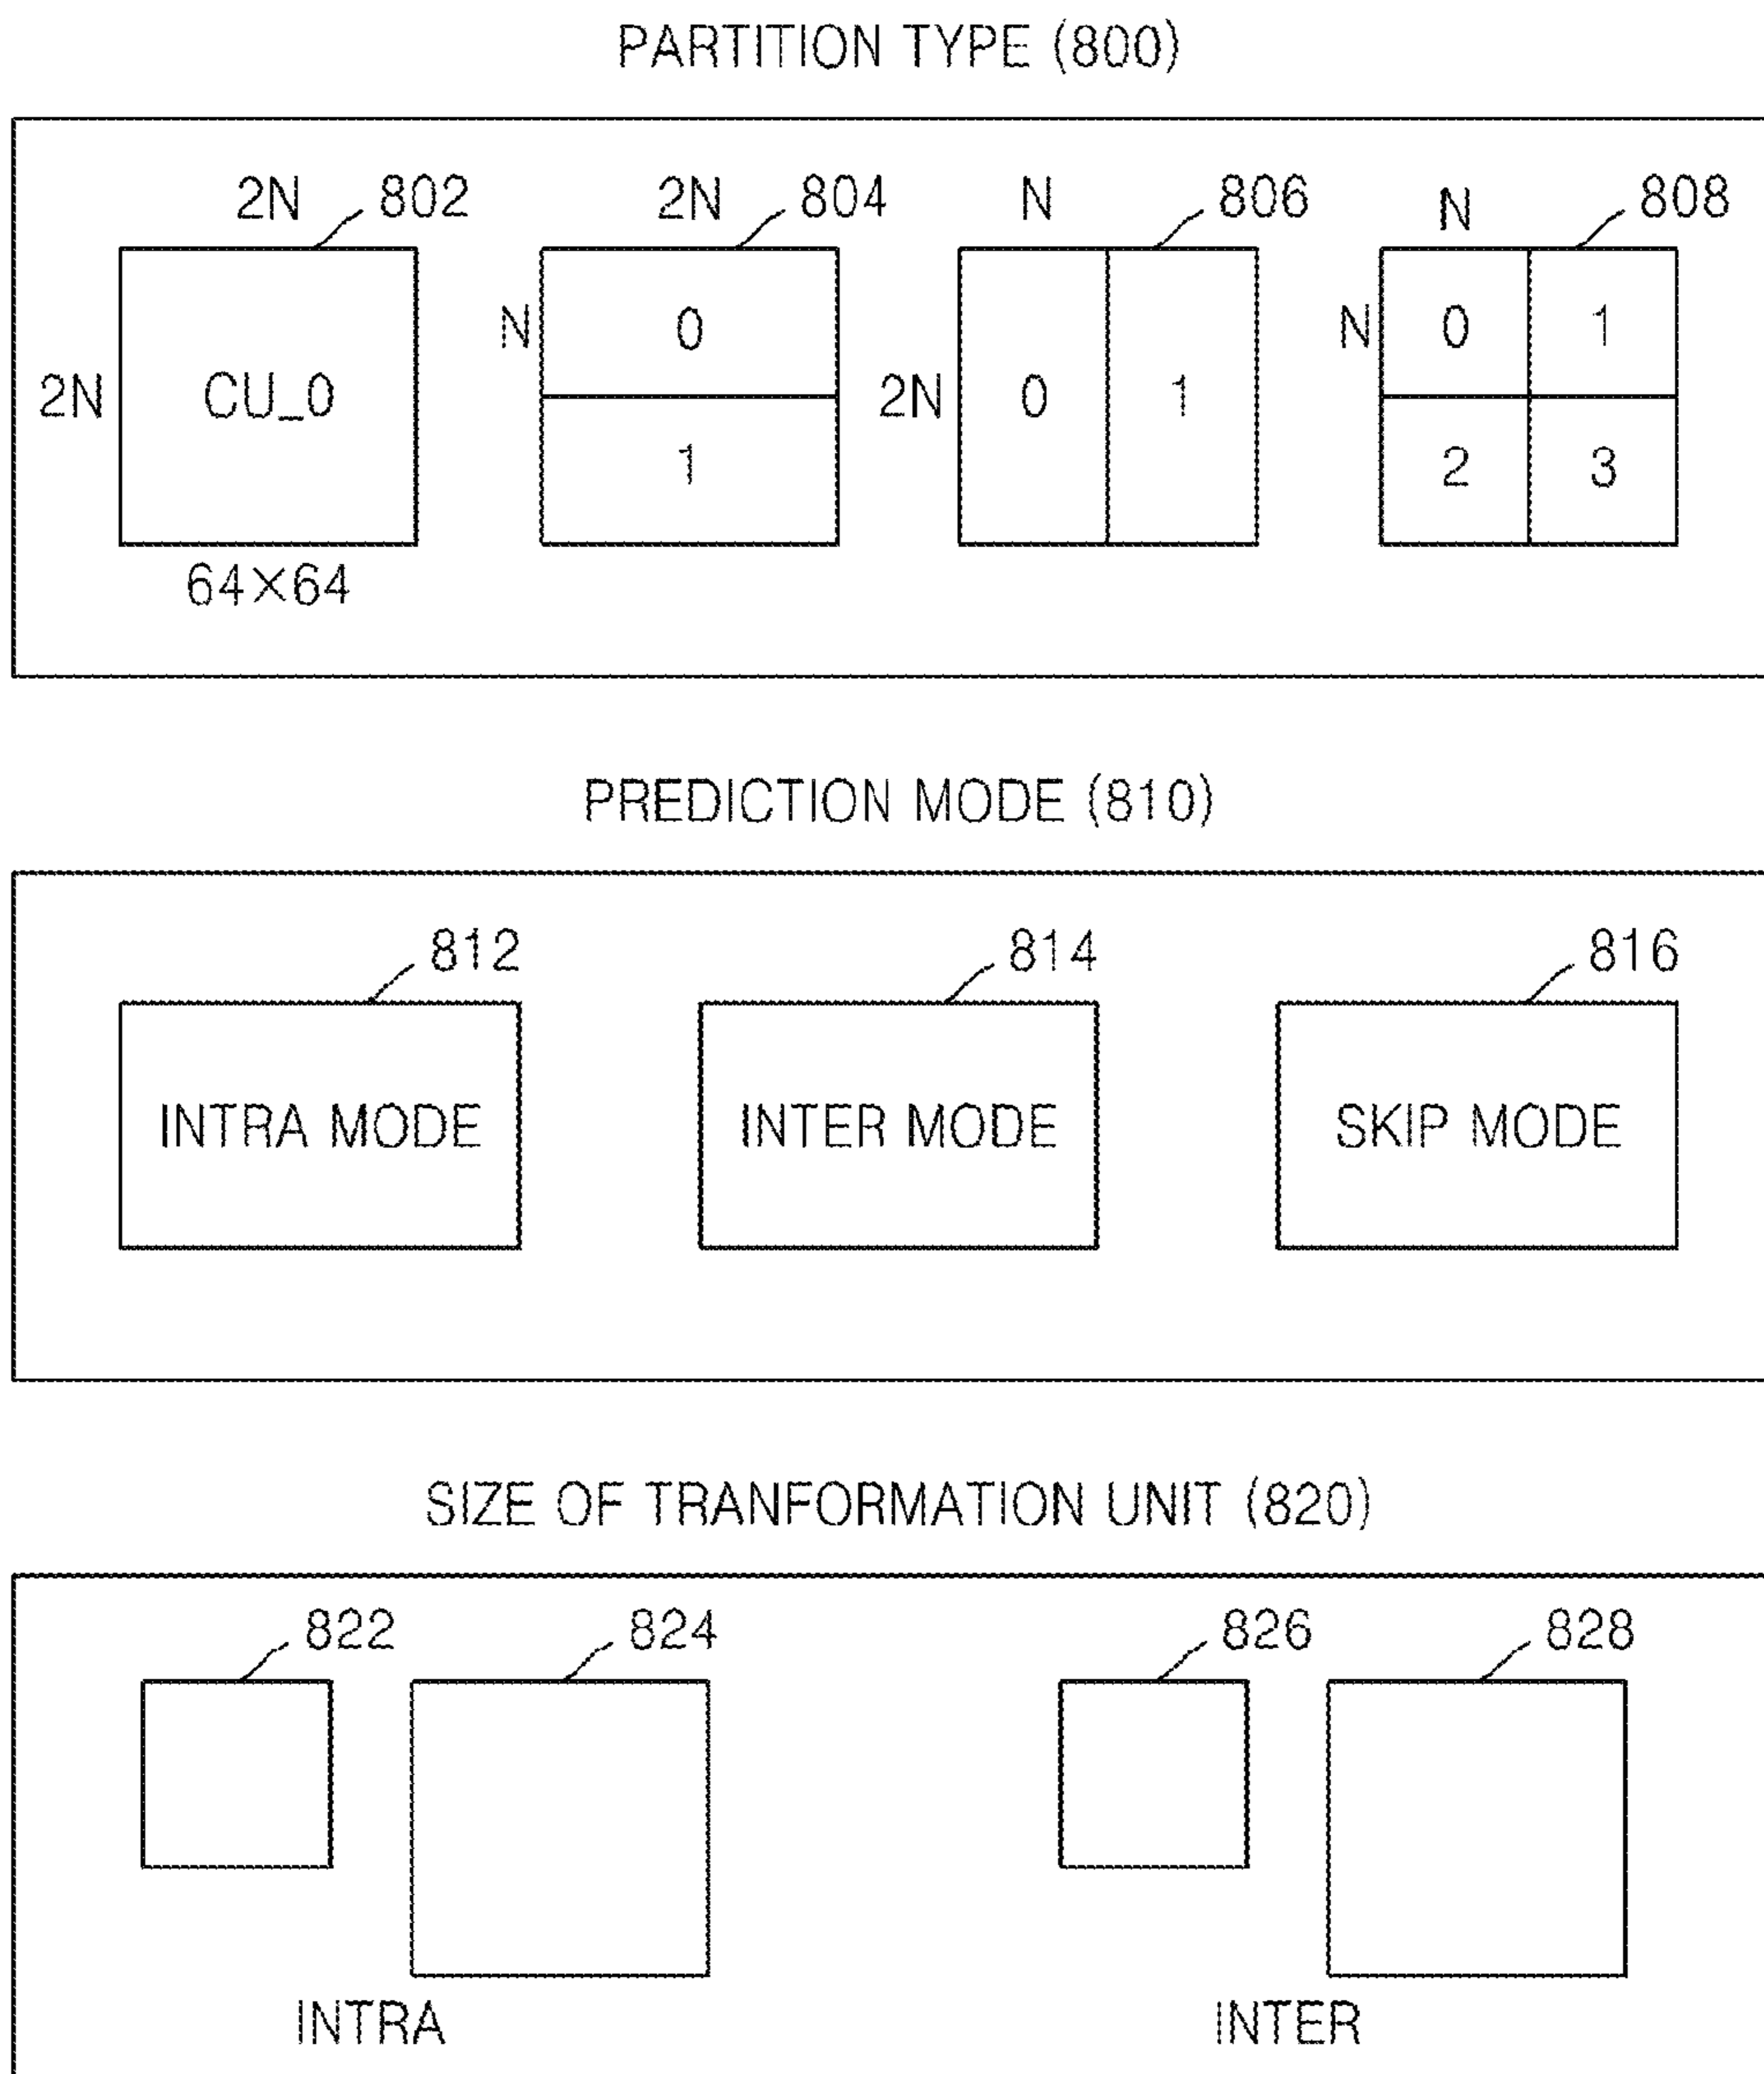 PARTITION TYPE (800)
2N 802 2N 804 N 806 N 808
N 0 N 0 1
2N CU_0 2N 0 1
1 2 3
64×64
PREDICTION MODE (810)
812 814 816
INTRA MODE INTER MODE SKIP MODE
SIZE OF TRANFORMATION UNIT (820)
822 824 826 828
INTRA INTER